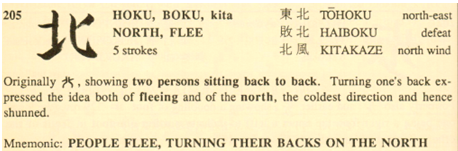 205 北 HOKU, BOKU, kita 東北 TŌHOKU north-east
NORTH, FLEE 敗北 HAIBOKU defeat
5 strokes 北風 KITAKAZE north wind
Originally , showing two persons sitting back to back. Turning one's back ex-
pressed the idea both of fleeing and of the north, the coldest direction and hence
shunned.
Mnemonic: PEOPLE FLEE, TURNING THEIR BACKS ON THE NORTH